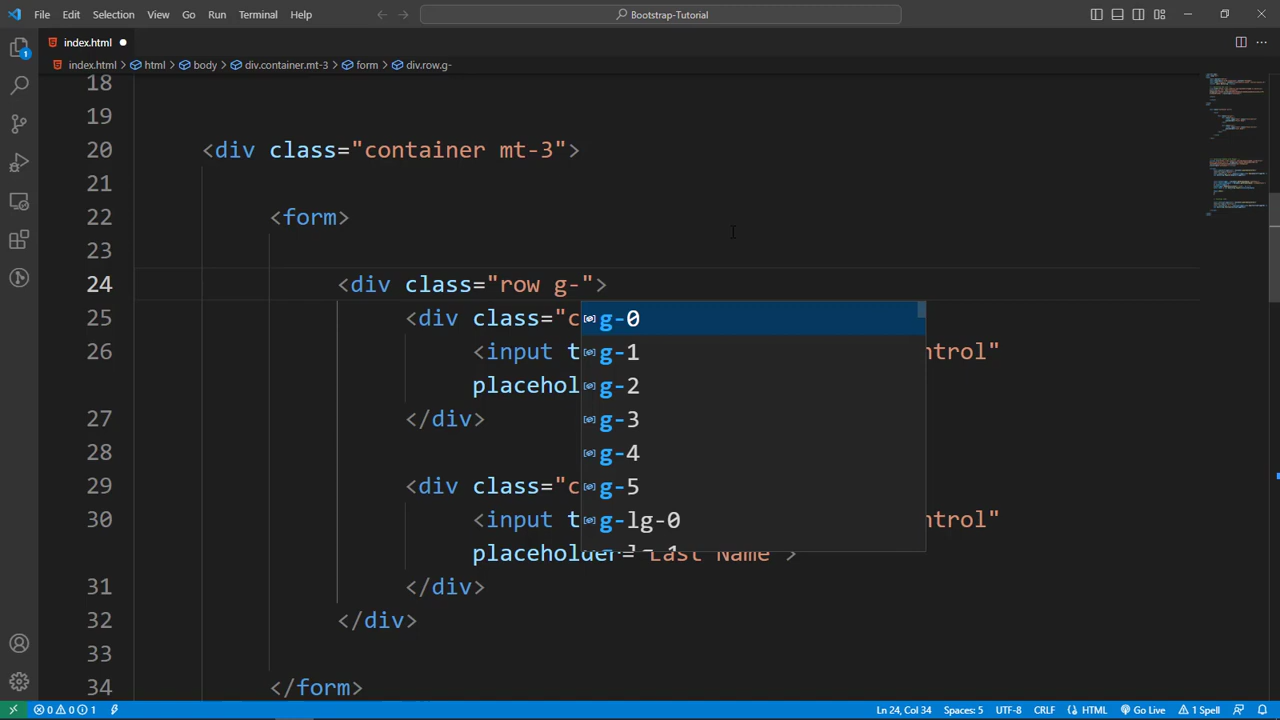 File Edit Selection View Go Run Terminal Help
Bootstrap-Tutorial
index.html
index.html html body div.container.mt-3 form div.row.g-
1
18
19
20 <div class="container mt-3">
21
22 <form>
23
24 <div class="row g-">
25 <div class="c
g-0
26 <input t
g-1
ntrol"
placehol
g-2
27 </div>
g-3
28
g-4
29 <div class="c
g-5
30 <input t
g-lg-0
ntrol"
placeholder="Last Name">
31 </div>
32 </div>
33
34 </form>
0 0 1
Ln 24, Col 34 Spaces: 5 UTF-8 CRLF HTML Go Live 1 Spell